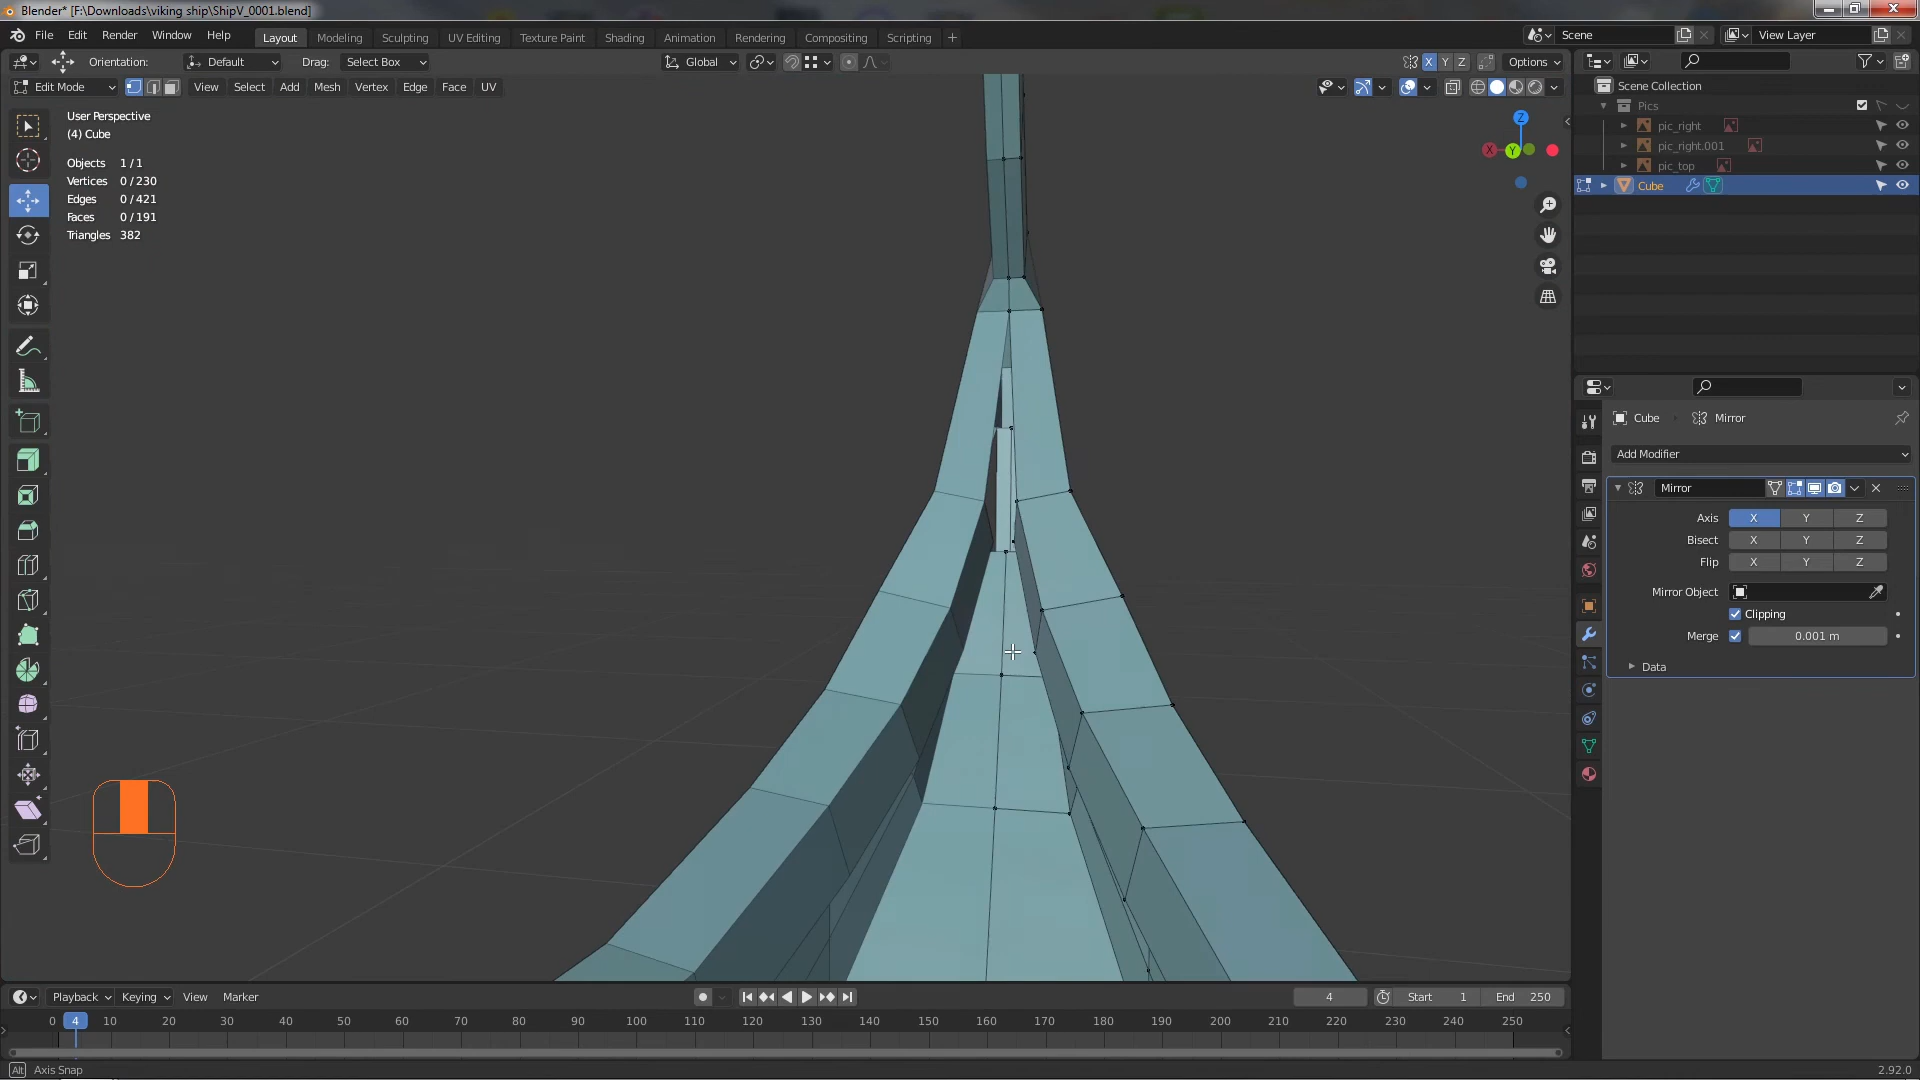 Blender* [F:\Downloads\viking ship\ShipV_0001.blend]
File Edit Render Window Help Layout Modeling Sculpting UV Editing Texture Paint Shading Animation Rendering Compositing Scripting + Scene View Layer
Orientation: Default Drag: Select Box Global X Y Z Options
Edit Mode View Select Add Mesh Vertex Edge Face UV
User Perspective
(4) Cube
Objects 1 / 1
Vertices 0 / 230
Edges 0 / 421
Faces 0 / 191
Triangles 382
Z
X Y
Scene Collection
Pics
pic_right
pic_right.001
pic_top
Cube
Cube Mirror
Add Modifier
Mirror
Axis X Y Z
Bisect X Y Z
Flip X Y Z
Mirror Object
Clipping
Merge 0.001 m
Data
Playback Keying View Marker 4 Start 1 End 250
0 4 10 20 30 40 50 60 70 80 90 100 110 120 130 140 150 160 170 180 190 200 210 220 230 240 250
Alt Axis Snap 2.92.0